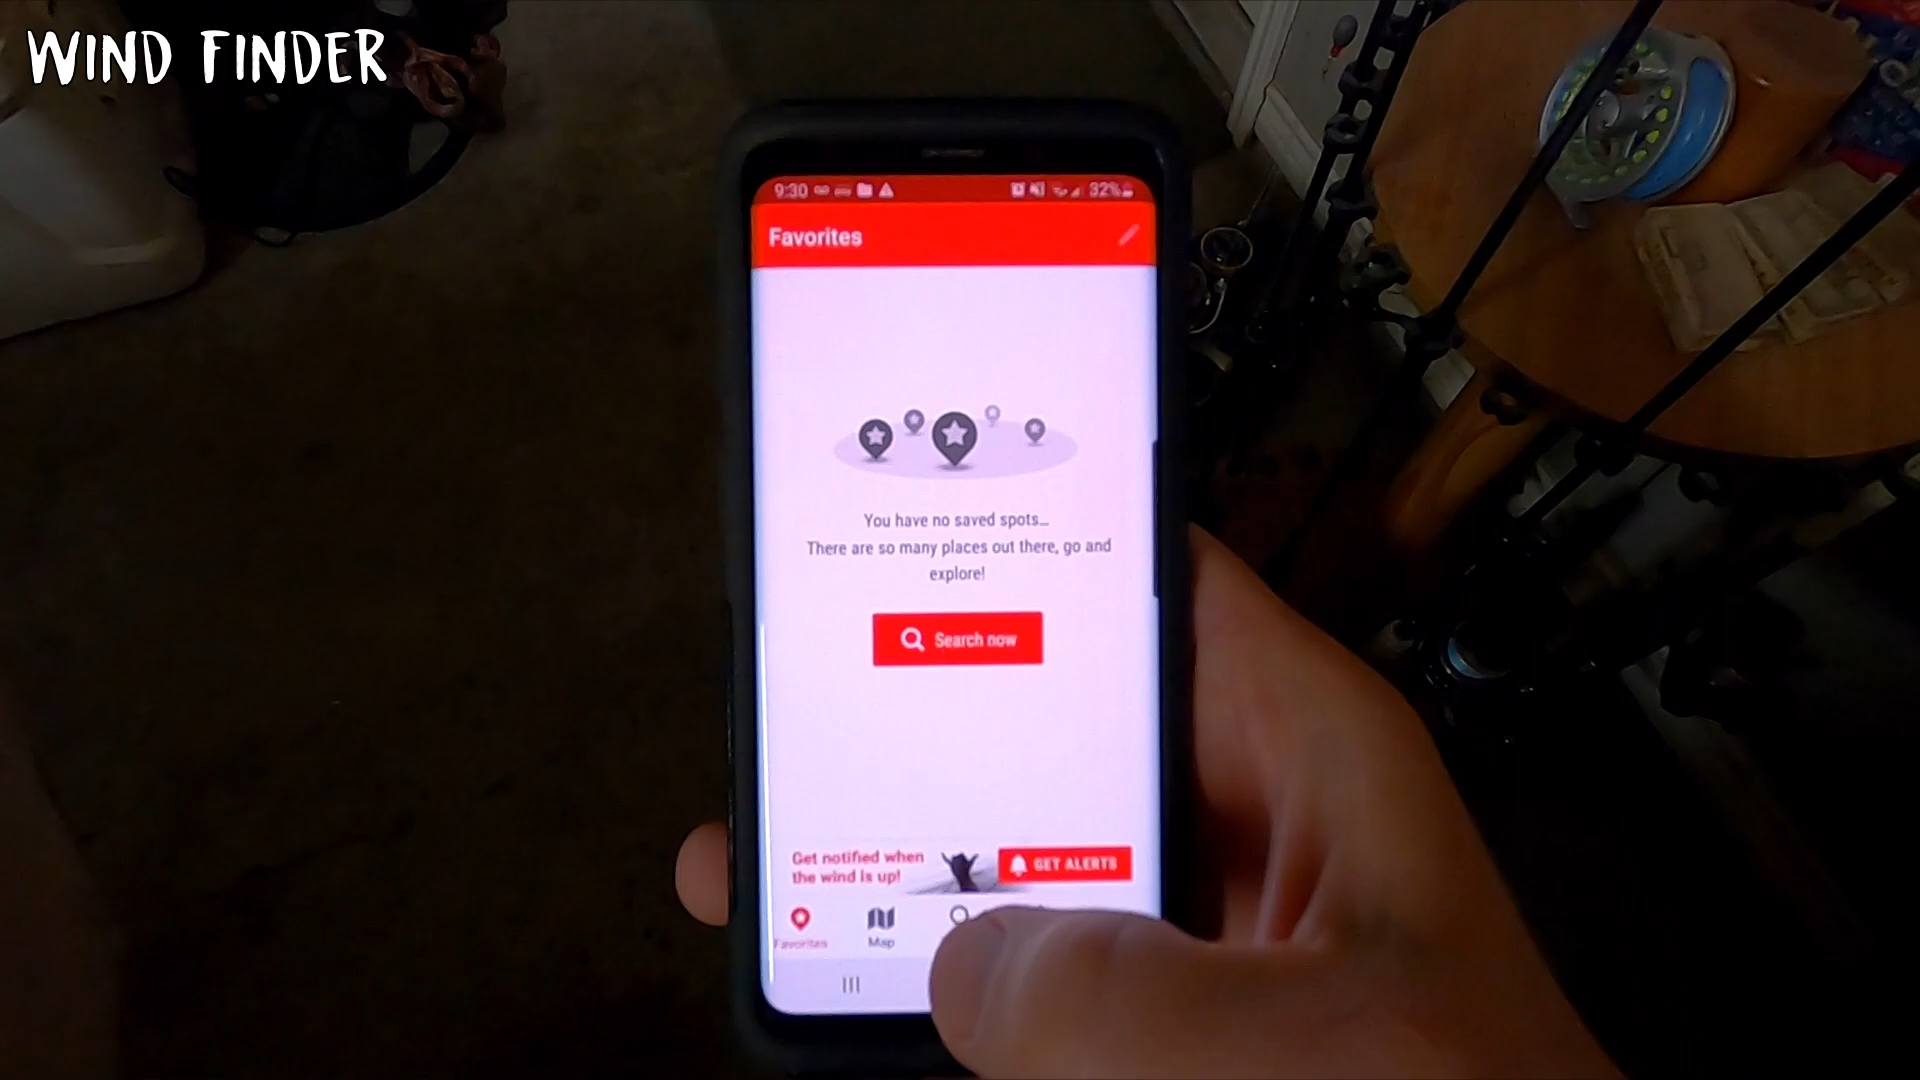 WIND FINDER
9:30
32%
Favorites
You have no saved spots...
There are so many places out there, go and
explore!
Search now
Get notified when
the wind is up!
GET ALERTS
Favorites
Map